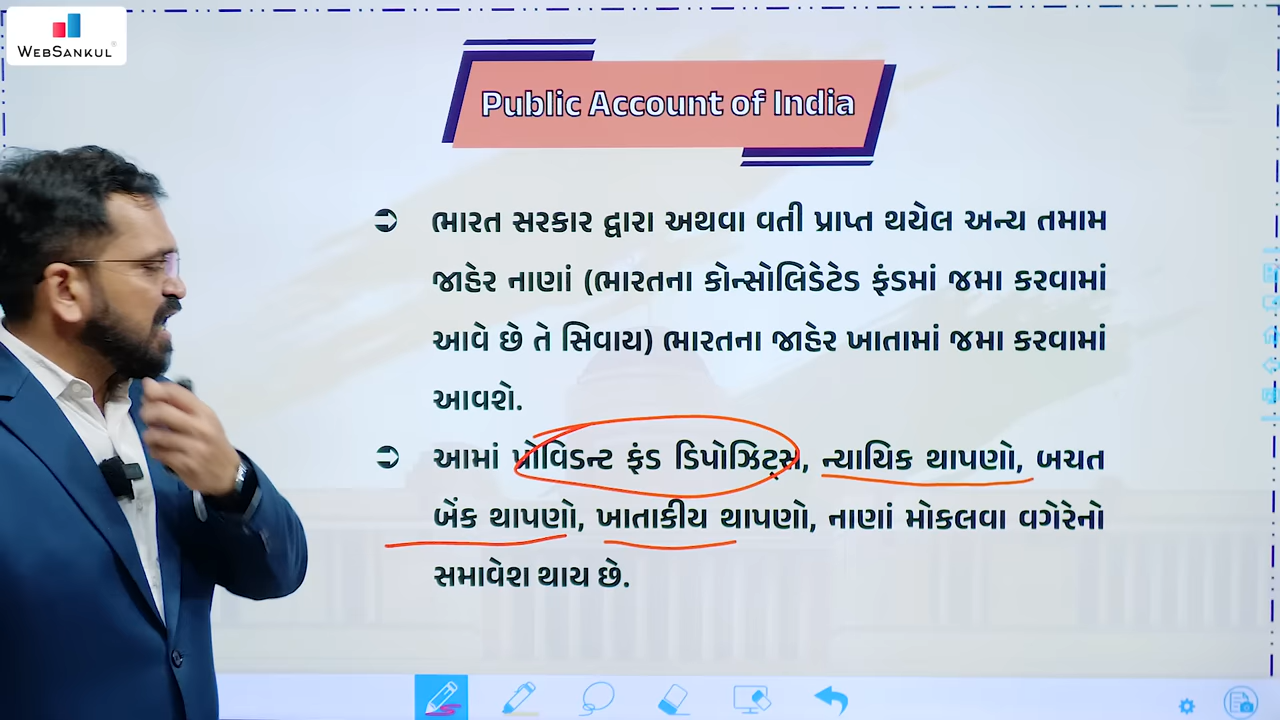 WEBSANKUL®
Public Account of India
ભારત સરકાર દ્વારા અથવા વતી પ્રાપ્ત થયેલ અન્ય તમામ
જાહેર નાણાં (ભારતના કોન્સોલિડેટેડ ફંડમાં જમા કરવામાં
આવે છે તે સિવાય) ભારતના જાહેર ખાતામાં જમા કરવામાં
આવશે.
આમાં પ્રોવિડન્ટ ફંડ ડિપોઝિટ્સ, ન્યાયિક થાપણો, બચત
બેંક થાપણો, ખાતાકીય થાપણો, નાણાં મોકલવા વગેરેનો
સમાવેશ થાય છે.